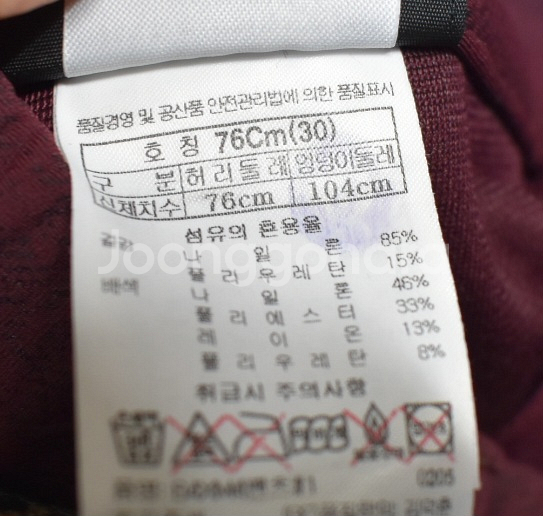 품질경영 및 공산품 안전관리법에 의한 품질표시
호 칭 76Cm(30)
구 분 허리둘레 엉덩이둘레
신체치수 76cm 104cm
섬유의 혼용율
겉감 나 일 론 85%
폴 리 우 레 탄 15%
배색 나 일 론 46%
폴 리 에 스 터 33%
레 이 온 13%
폴 리 우 레 탄 8%
취급시 주의사항
0205
Joonggonara